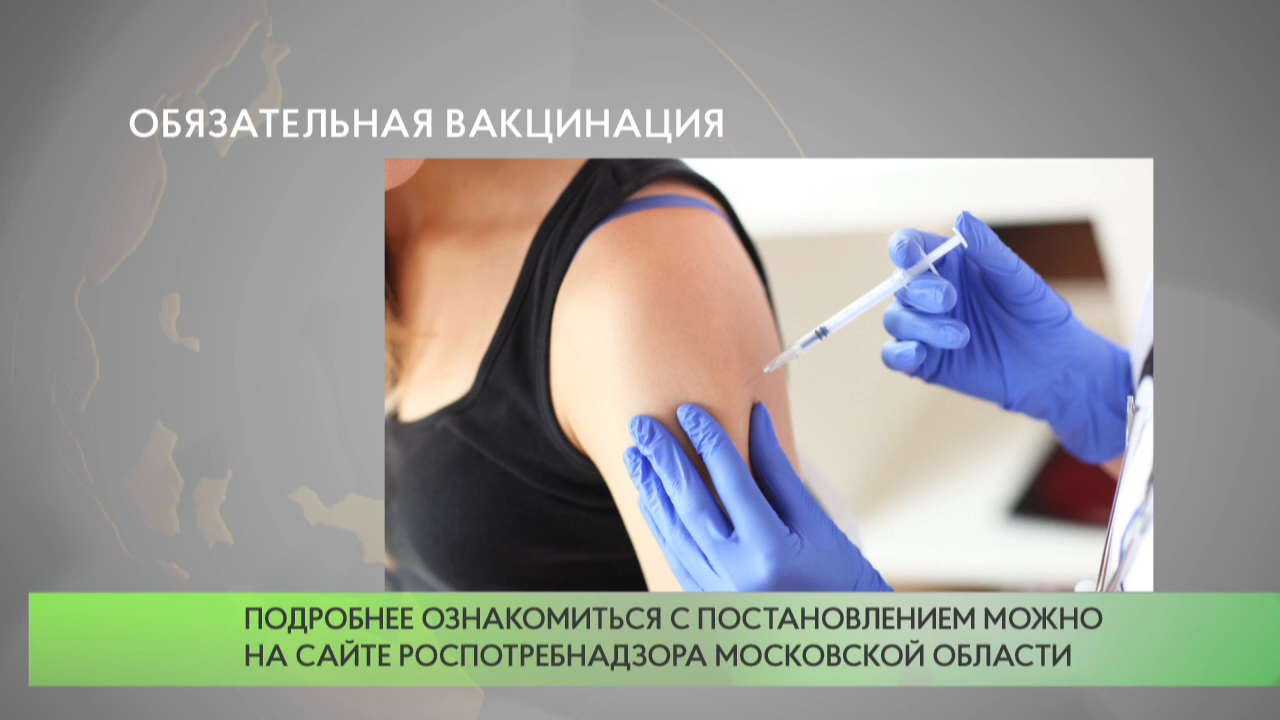 ОБЯЗАТЕЛЬНАЯ ВАКЦИНАЦИЯ
ПОДРОБНЕЕ ОЗНАКОМИТЬСЯ С ПОСТАНОВЛЕНИЕМ МОЖНО
НА САЙТЕ РОСПОТРЕБНАДЗОРА МОСКОВСКОЙ ОБЛАСТИ